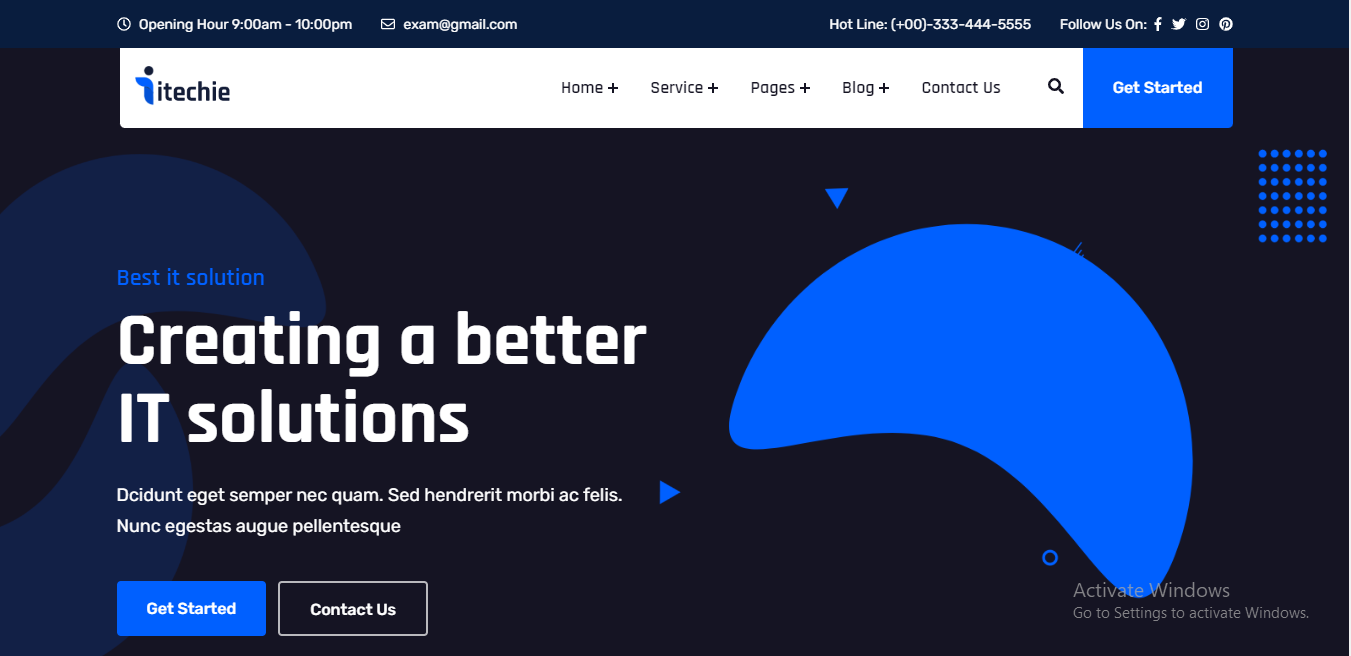 Opening Hour 9:00am - 10:00pm exam@gmail.com Hot Line: (+00)-333-444-5555 Follow Us On:
itechie Home + Service + Pages + Blog + Contact Us Get Started
Best it solution
Creating a better
IT solutions
Dcidunt eget semper nec quam. Sed hendrerit morbi ac felis.
Nunc egestas augue pellentesque
Get Started Contact Us
Activate Windows
Go to Settings to activate Windows.